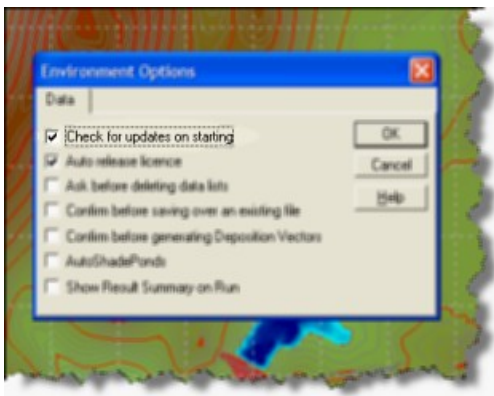 Environment Options
Data
Check for updates on starting
OK
Auto release licence
Cancel
Ask before deleting data lists
Help
Confirm before saving over an existing file
Confirm before generating Deposition Vectors
AutoShadePonds
Show Result Summary on Run